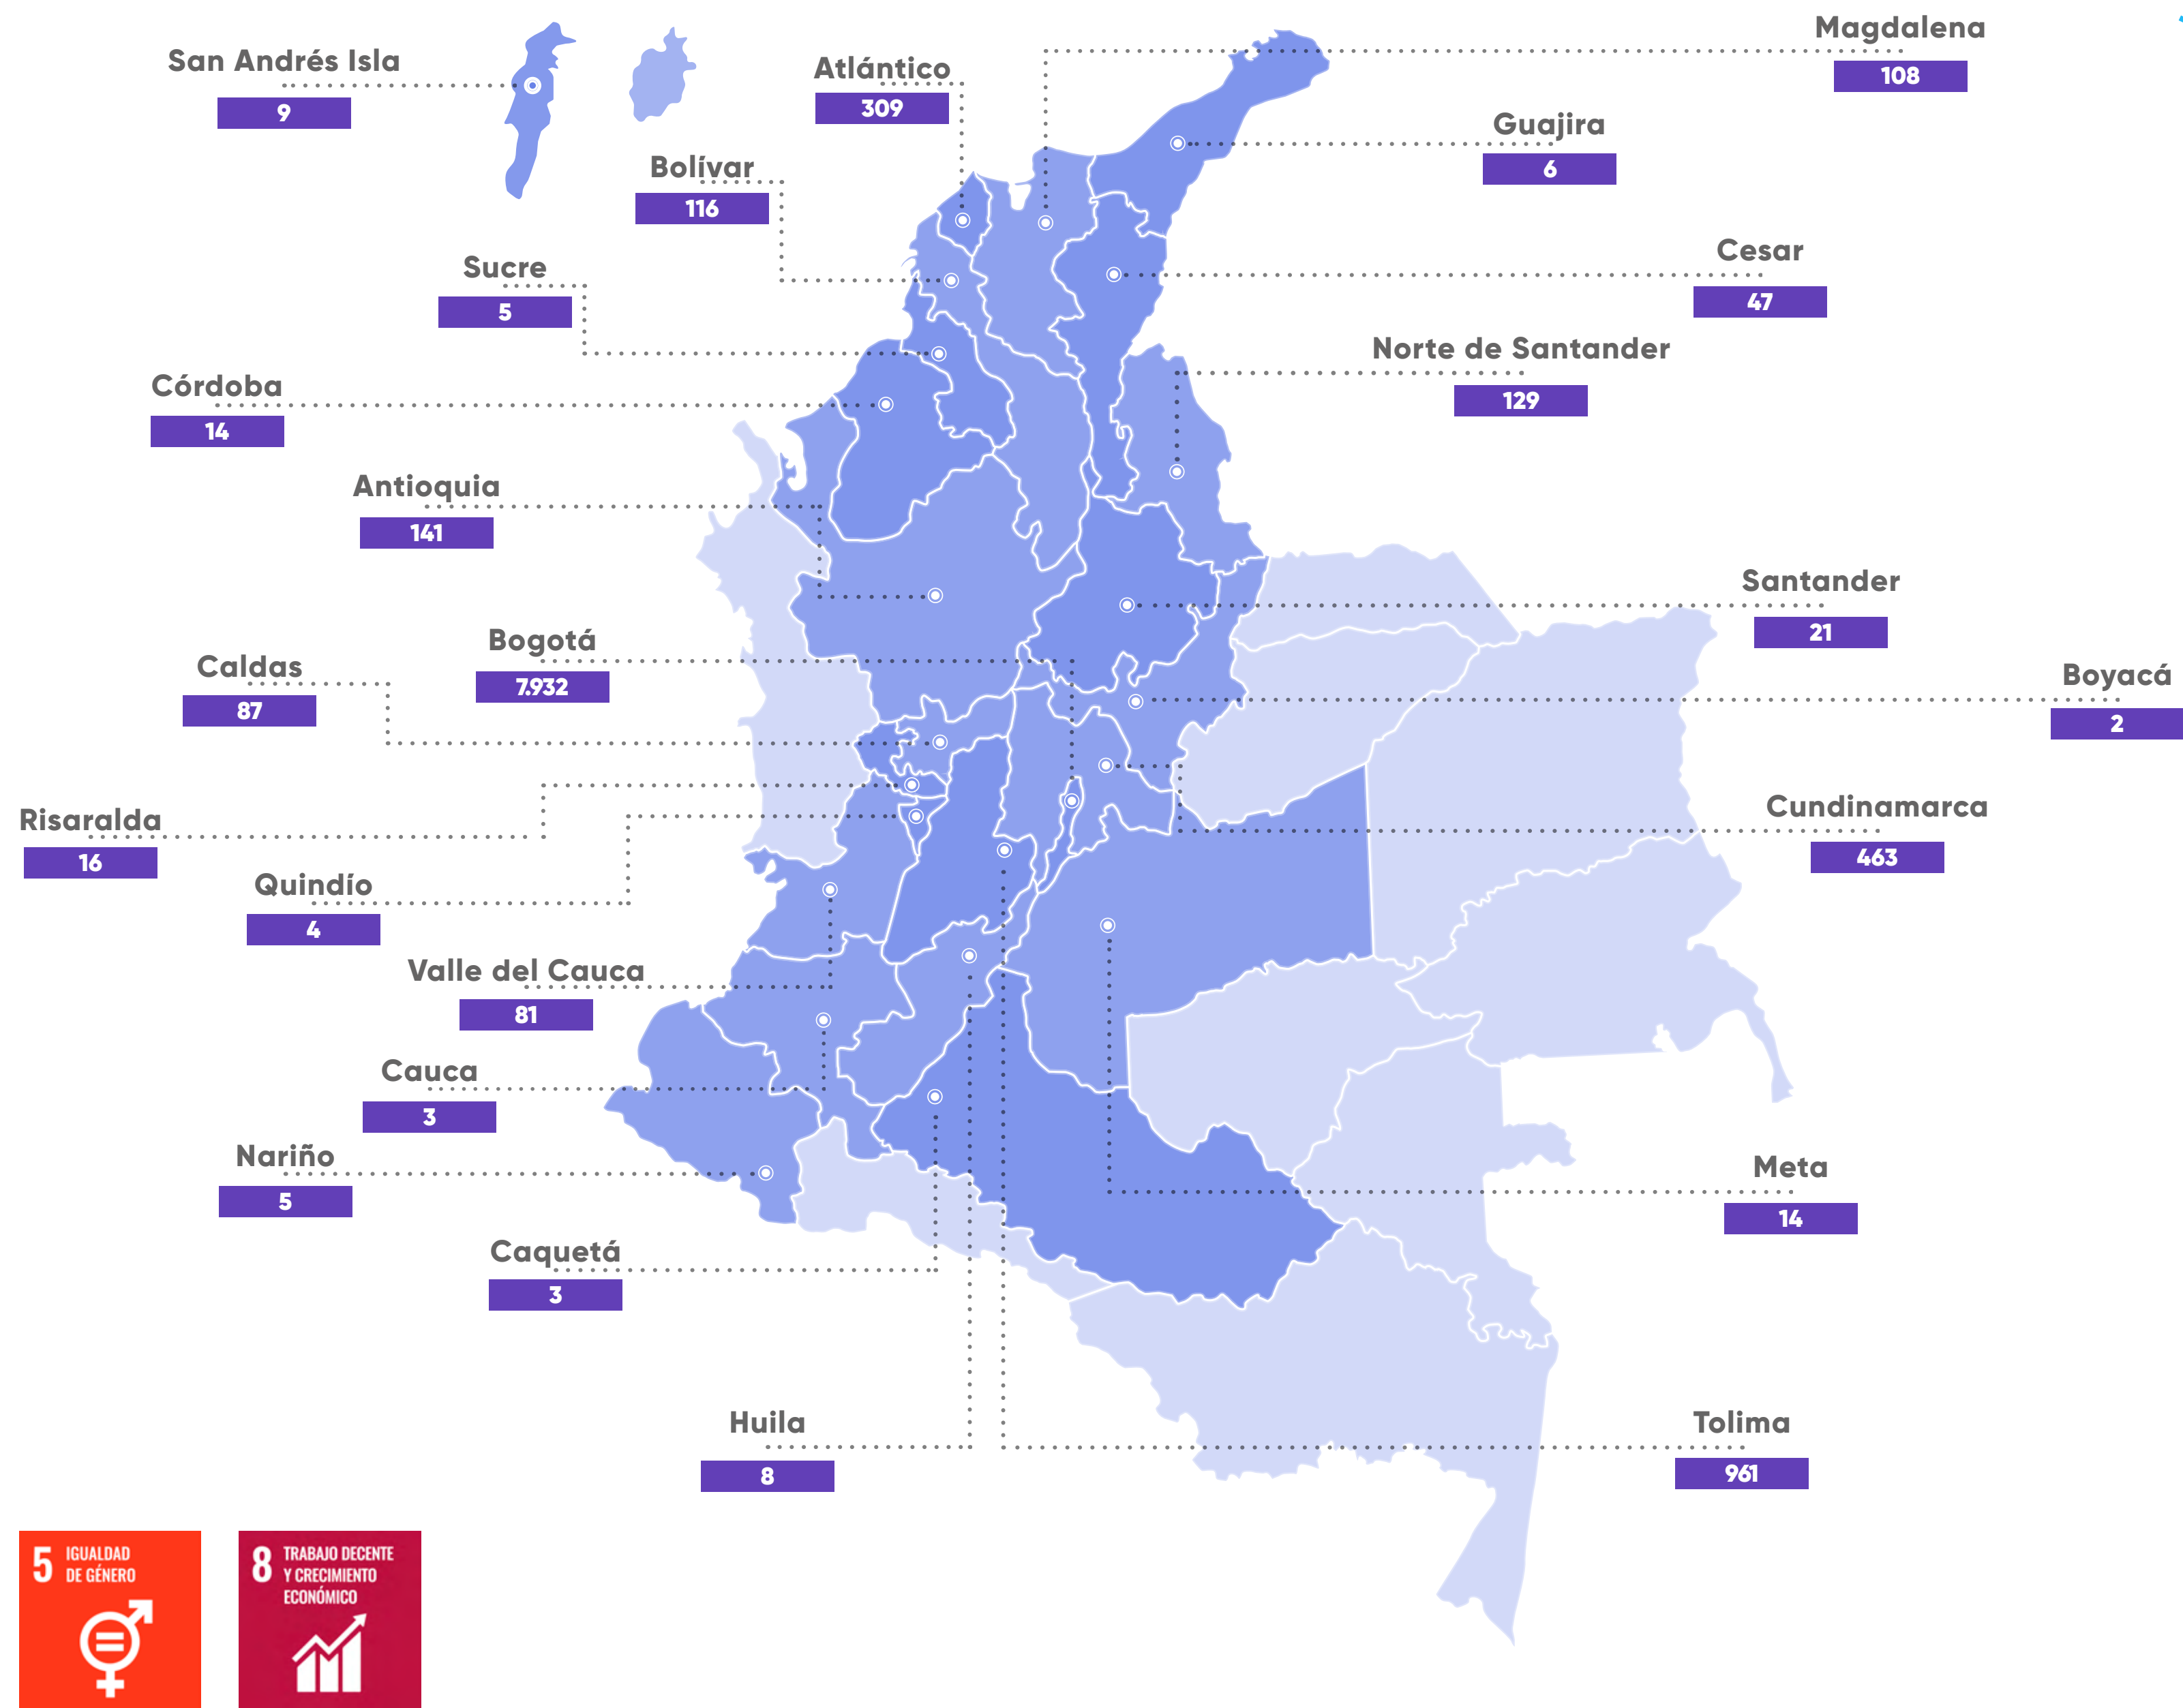 San Andrés Isla
9
Atlántico
309
Magdalena
108
Guajira
6
Bolívar
116
Sucre
5
Cesar
47
Norte de Santander
129
Córdoba
14
Antioquia
141
Santander
21
Bogotá
7.932
Caldas
87
Boyacá
2
Risaralda
16
Cundinamarca
463
Quindío
4
Valle del Cauca
81
Cauca
3
Nariño
5
Meta
14
Caquetá
3
Huila
8
Tolima
961
5 IGUALDAD
DE GÉNERO
8 TRABAJO DECENTE
Y CRECIMIENTO
ECONÓMICO